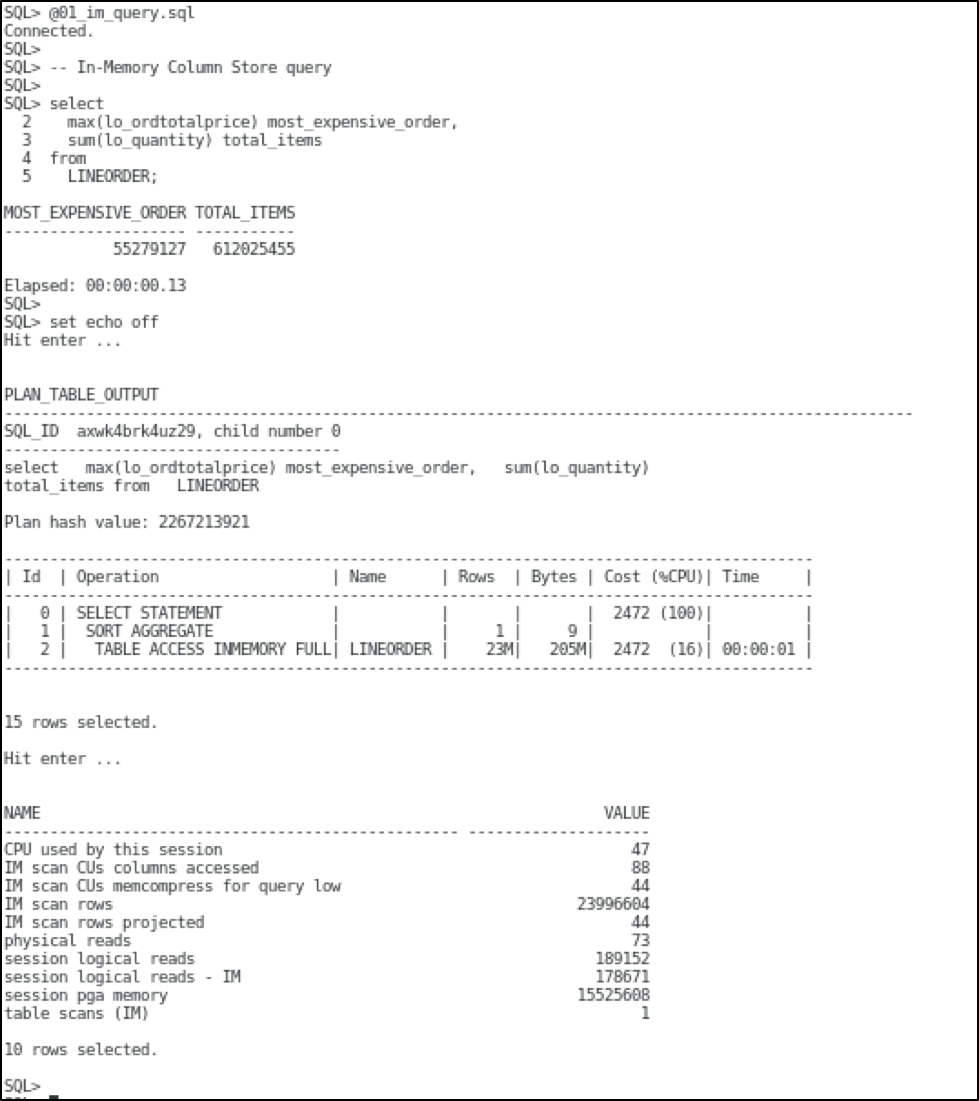 SQL> @01_im_query.sql
Connected.
SQL>
SQL> -- In-Memory Column Store query
SQL>
SQL> select
  2    max(lo_ordtotalprice) most_expensive_order,
  3    sum(lo_quantity) total_items
  4  from
  5    LINEORDER;
MOST_EXPENSIVE_ORDER TOTAL_ITEMS
-------------------- -----------
            55279127   612025455
Elapsed: 00:00:00.13
SQL>
SQL> set echo off
Hit enter ...
PLAN_TABLE_OUTPUT
----------------------------------------------------------------------------------------------------
SQL_ID  axwk4brk4uz29, child number 0
-------------------------------------
select   max(lo_ordtotalprice) most_expensive_order,   sum(lo_quantity)
total_items from   LINEORDER
Plan hash value: 2267213921
-----------------------------------------------------------------------------------------
| Id  | Operation                   | Name      | Rows  | Bytes | Cost (%CPU)| Time     |
-----------------------------------------------------------------------------------------
|   0 | SELECT STATEMENT            |           |       |       |  2472 (100)|          |
|   1 |  SORT AGGREGATE             |           |     1 |     9 |            |          |
|   2 |   TABLE ACCESS INMEMORY FULL| LINEORDER |    23M|   205M|  2472  (16)| 00:00:01 |
-----------------------------------------------------------------------------------------
15 rows selected.
Hit enter ...
NAME                                                              VALUE
-------------------------------------------------- --------------------
CPU used by this session                                             47
IM scan CUs columns accessed                                         88
IM scan CUs memcompress for query low                                44
IM scan rows                                                   23996604
IM scan rows projected                                               44
physical reads                                                       73
session logical reads                                            189152
session logical reads - IM                                       178671
session pga memory                                             15525608
table scans (IM)                                                      1
10 rows selected.
SQL>